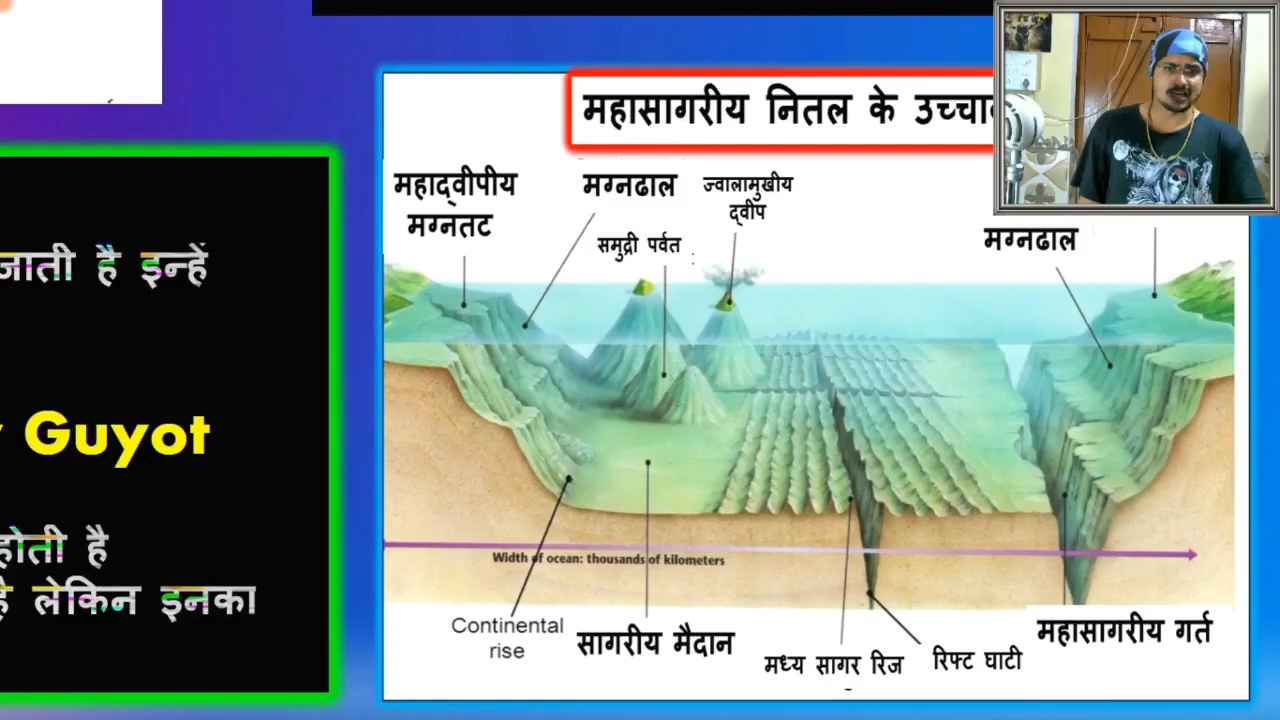 महासागरीय नितल के
महाद्वीपीय
मग्नतट
मग्नढाल
ज्वालामुखीय
द्वीप
समुद्री पर्वत
मग्नढाल
जाती है इन्हें
Guyot
होती है
है लेकिन इनका
Width of ocean: thousands of kilometers
Continental
rise
सागरीय मैदान
मध्य सागर रिज
रिफ्ट घाटी
महासागरीय गर्त